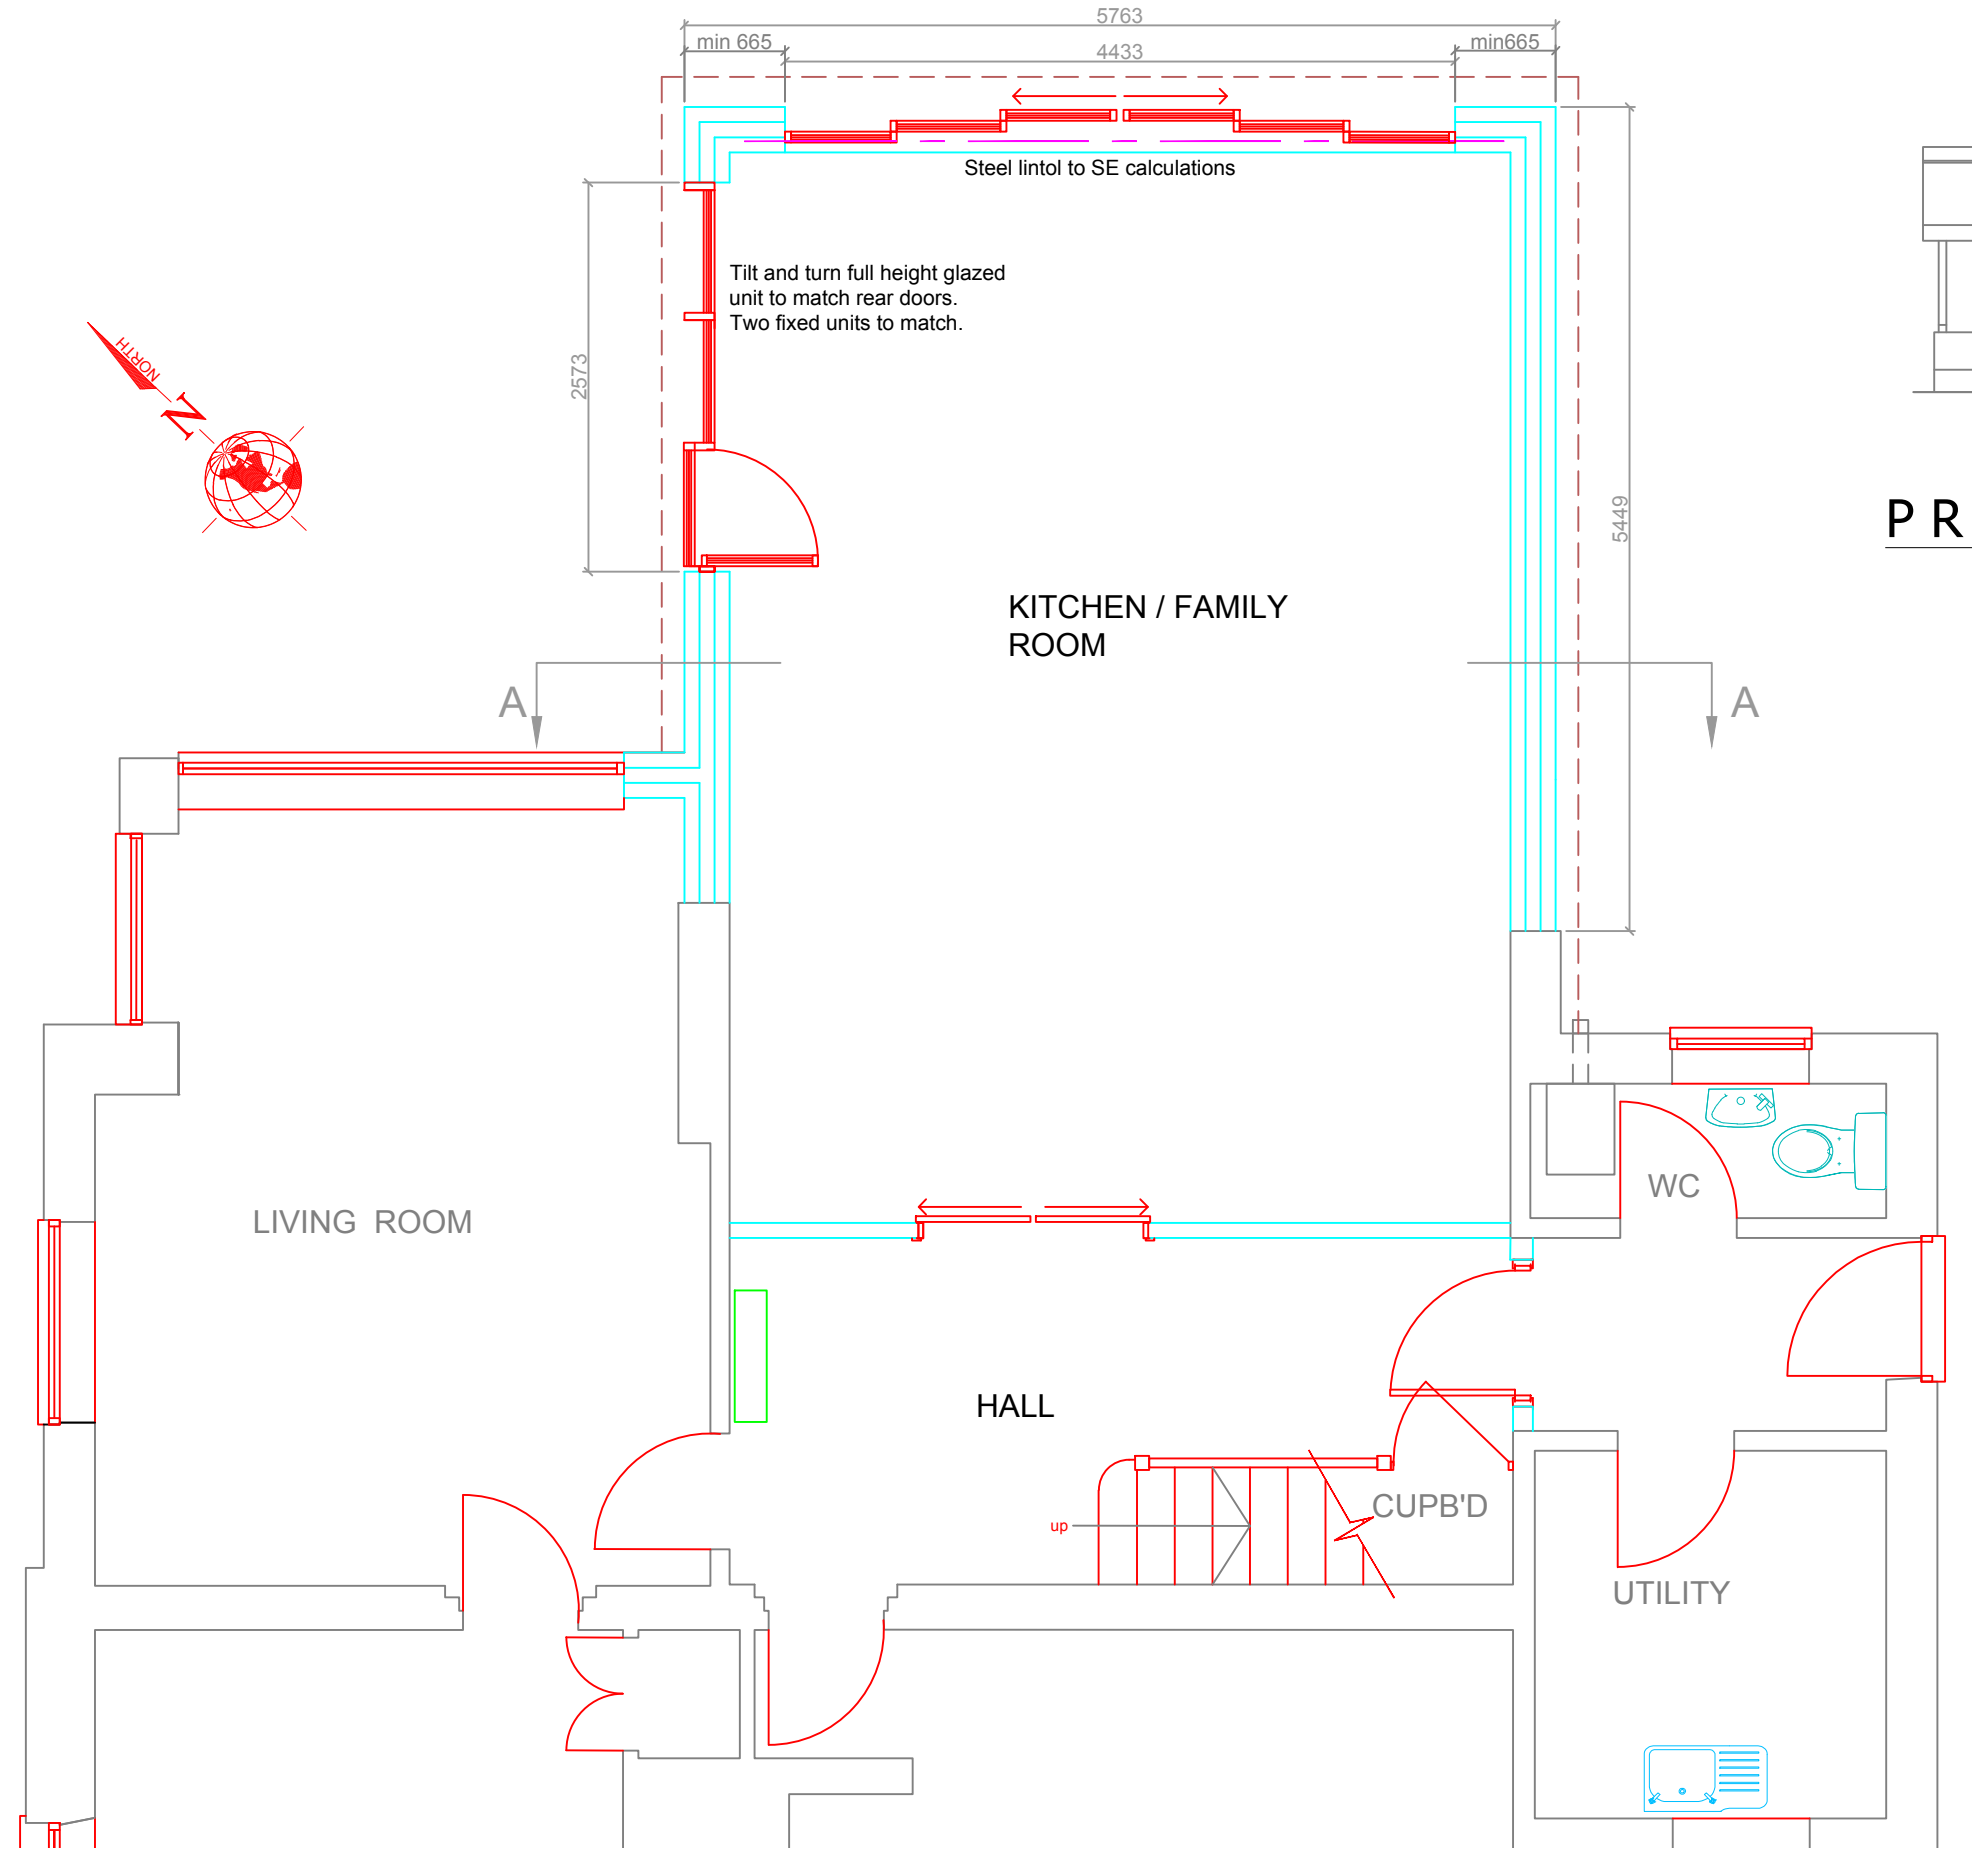 5763
min 665
4433
min665
Steel lintol to SE calculations
Tilt and turn full height glazed
unit to match rear doors.
Two fixed units to match.
2573
NORTH
N
5449
P R
KITCHEN / FAMILY
ROOM
A
A
LIVING ROOM
WC
HALL
CUPB'D
up
UTILITY